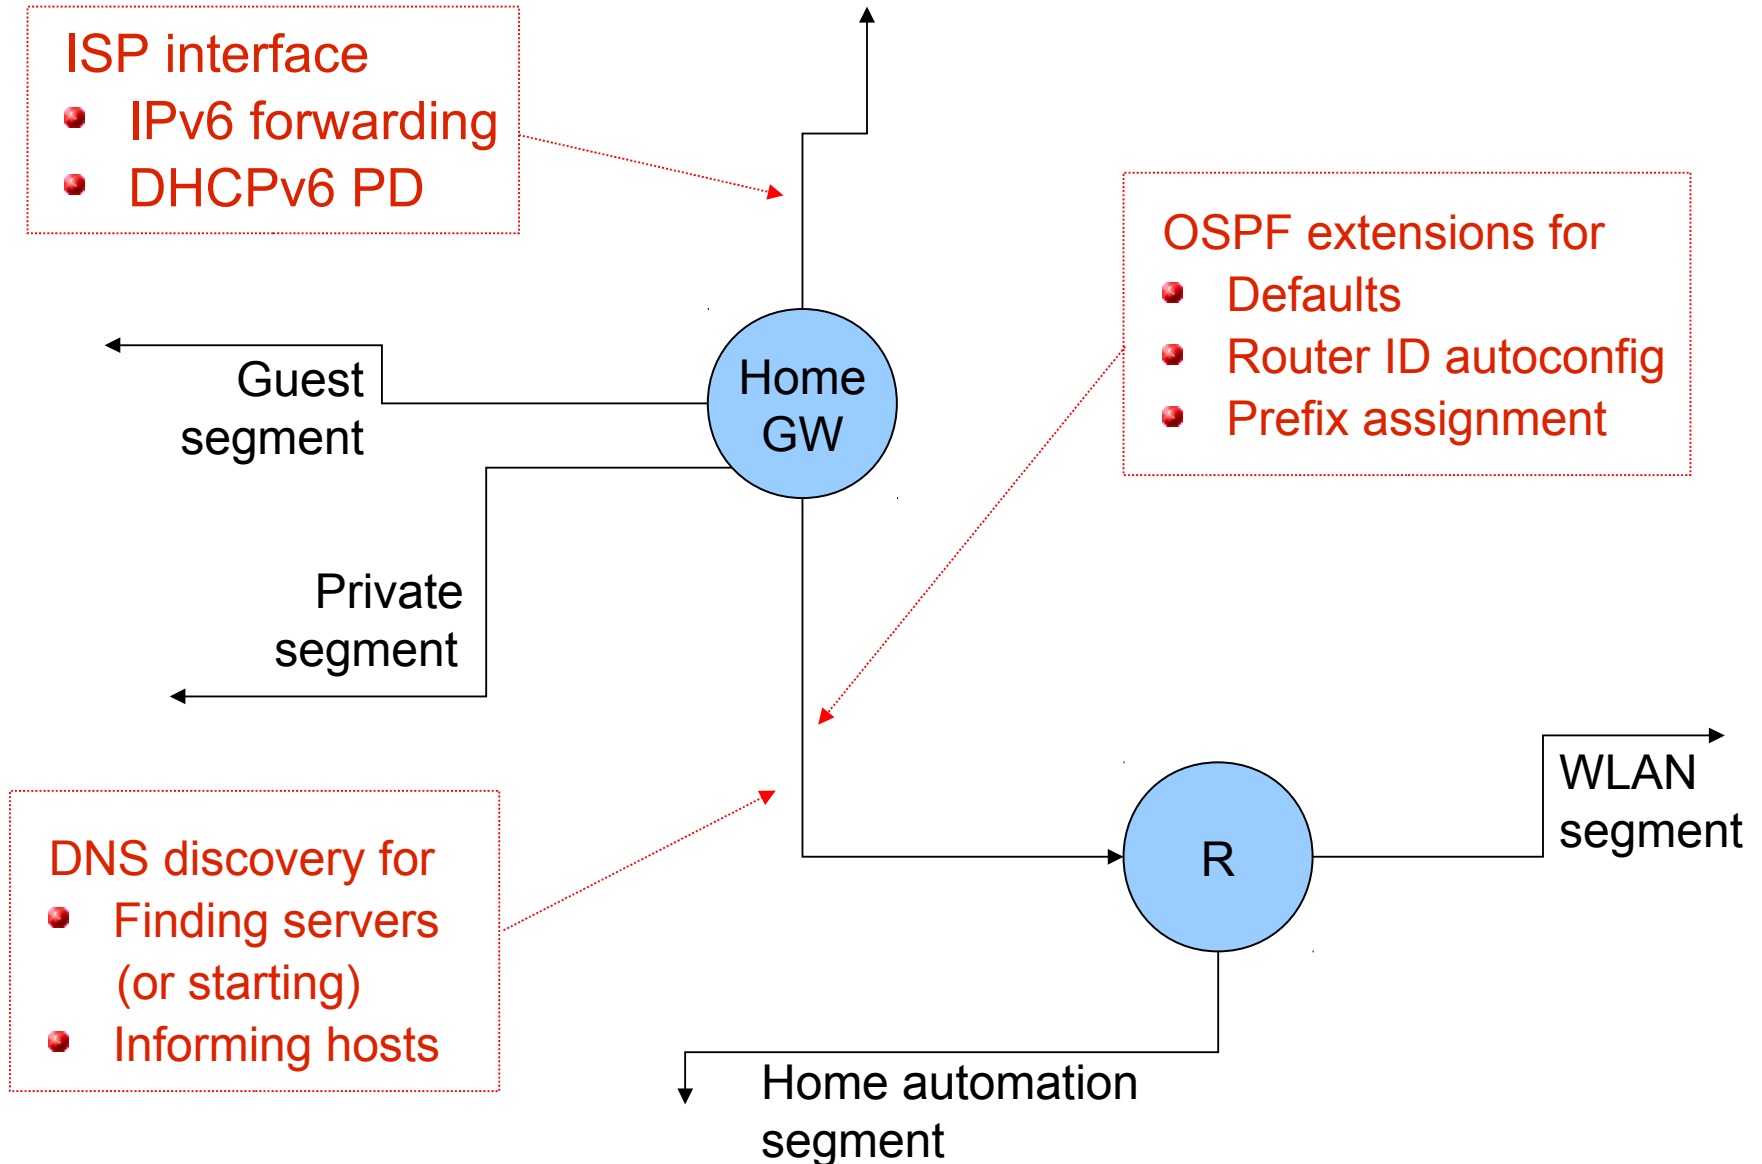 ISP interface
IPv6 forwarding
DHCPv6 PD
OSPF extensions for
Defaults
Router ID autoconfig
Prefix assignment
Home
GW
Guest
segment
Private
segment
WLAN
segment
R
DNS discovery for
Finding servers
(or starting)
Informing hosts
Home automation
segment